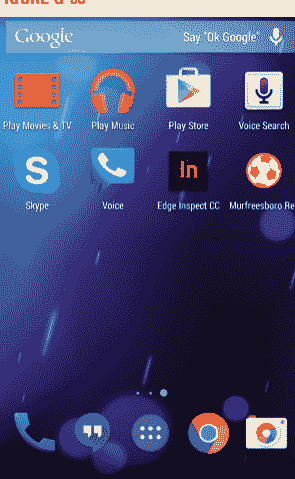 Google
Say "Ok Google"
Play Movies & TV
Play Music
Play Store
Voice Search
In
Skype
Voice
Edge Inspect CC
Murfreesboro Re